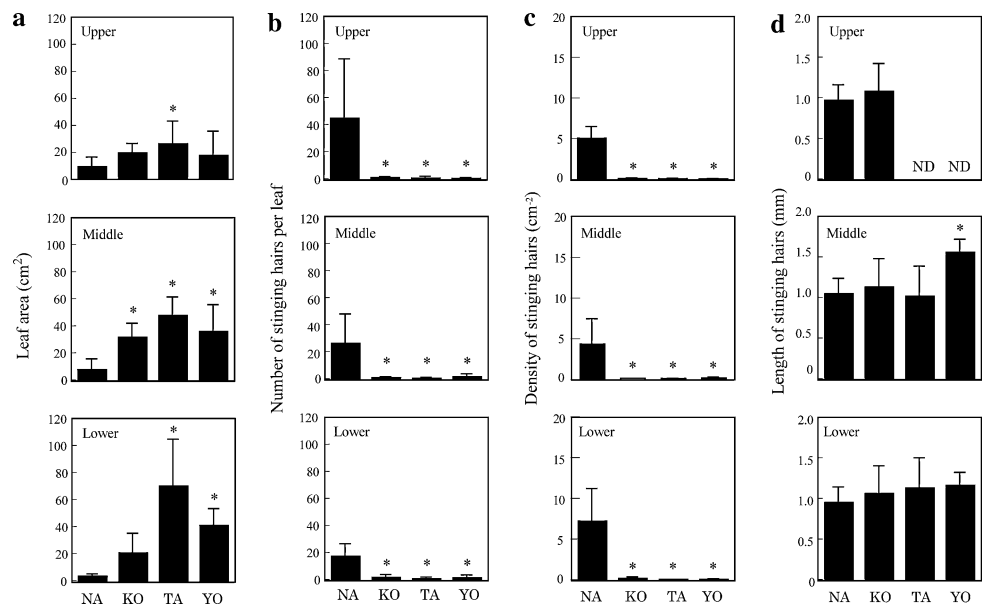 a
Leaf area (cm2)
Upper
120
100
80
60
40
20
0
*
Middle
120
100
80
60
40
20
0
* * *
Lower
120
100
80
60
40
20
0
* *
NA KO TA YO
b
Number of stinging hairs per leaf
Upper
120
100
80
60
40
20
0
* * *
Middle
120
100
80
60
40
20
0
* * *
Lower
120
100
80
60
40
20
0
* * *
NA KO TA YO
c
Density of stinging hairs (cm-2)
Upper
20
15
10
5
0
* * *
Middle
20
15
10
5
0
* * *
Lower
20
15
10
5
0
* * *
NA KO TA YO
d
Length of stinging hairs (mm)
Upper
2.0
1.5
1.0
0.5
0
ND ND
Middle
2.0
1.5
1.0
0.5
0
*
Lower
2.0
1.5
1.0
0.5
0
NA KO TA YO